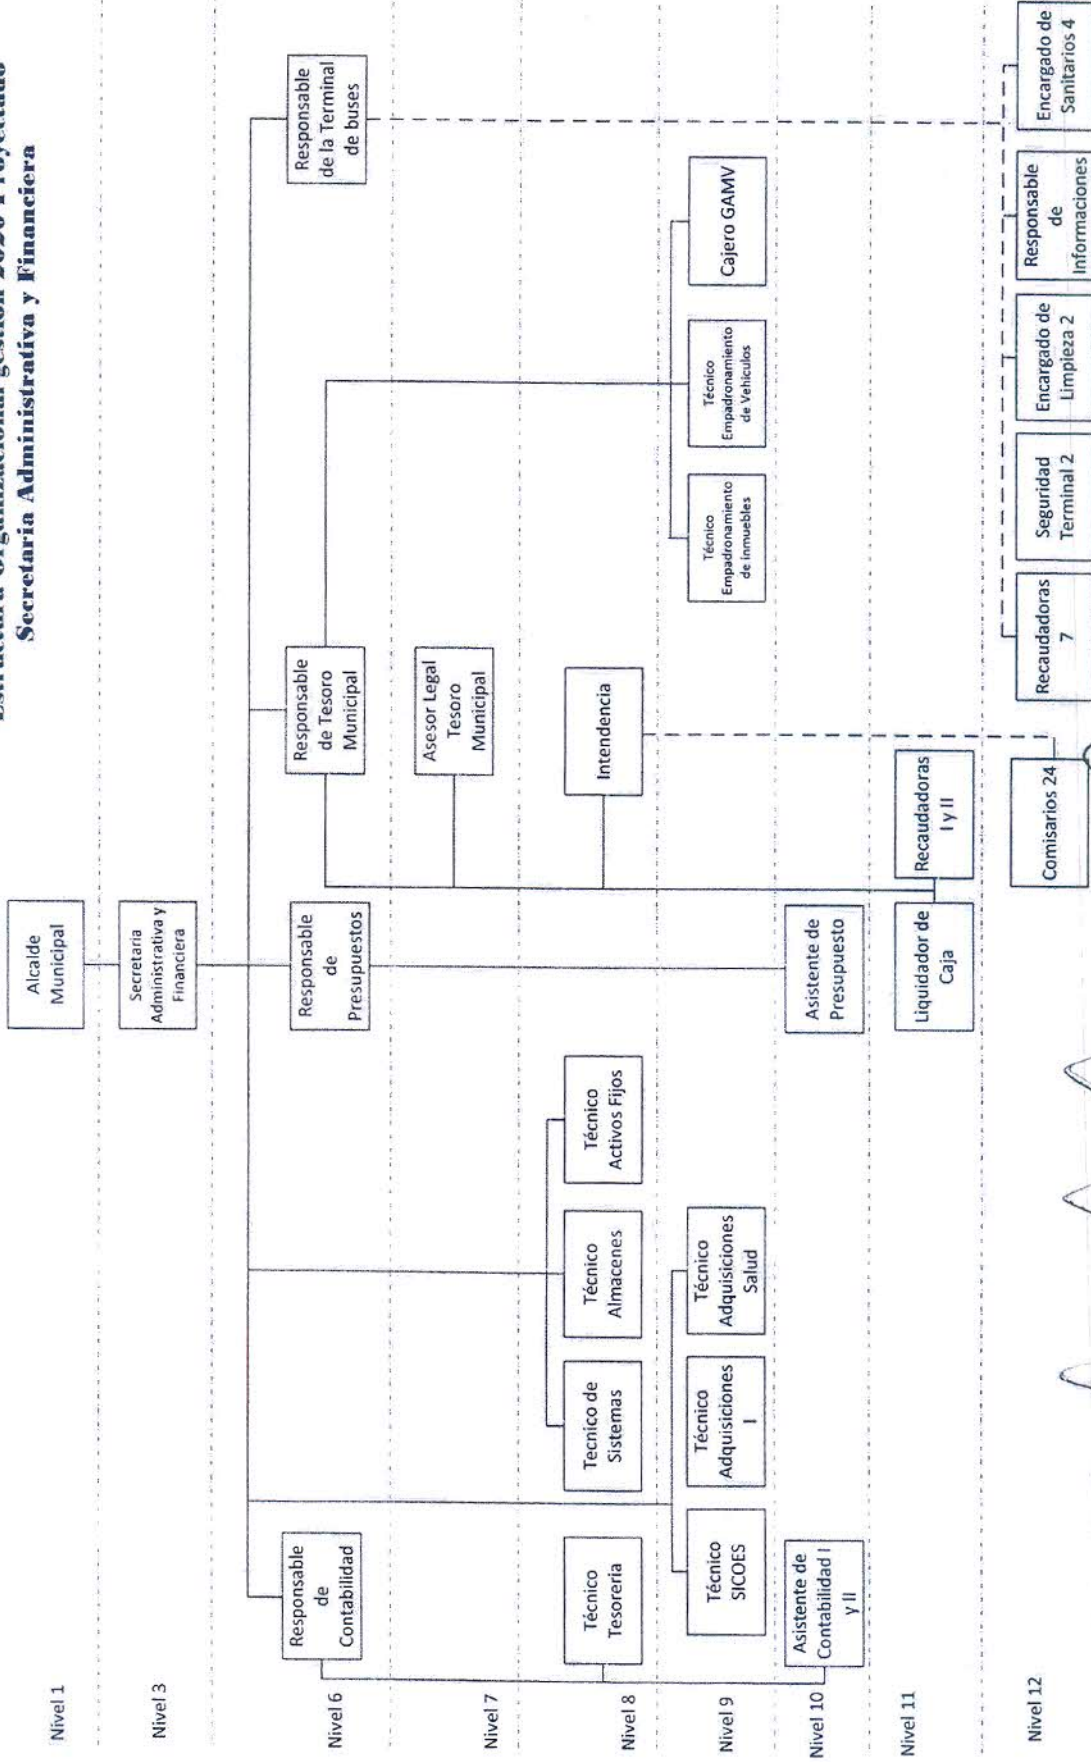 Secretaria Administrativa y Financiera
Nivel 1
Alcalde
Municipal
Nivel 3
Secretaria
Administrativa y
Financiera
Nivel 6
Responsable
de
Contabilidad
Responsable
de
Presupuestos
Responsable
de Tesoro
Municipal
Responsable
de la Terminal
de buses
Nivel 7
Asesor Legal
Tesoro
Municipal
Nivel 8
Técnico
Tesorería
Tecnico de
Sistemas
Técnico
Almacenes
Técnico
Activos Fijos
Intendencia
Nivel 9
Técnico
SICOES
Técnico
Adquisiciones
I
Técnico
Adquisiciones
Salud
Técnico
Empadronamiento
de inmuebles
Técnico
Empadronamiento
de Vehículos
Cajero GAMV
Nivel 10
Asistente de
Contabilidad I
y II
Asistente de
Presupuesto
Nivel 11
Liquidador de
Caja
Recaudadoras
I y II
Nivel 12
Comisarios 24
Recaudadoras
7
Seguridad
Terminal 2
Encargado de
Limpieza 2
Responsable
de
Informaciones
Encargado de
Sanitarios 4